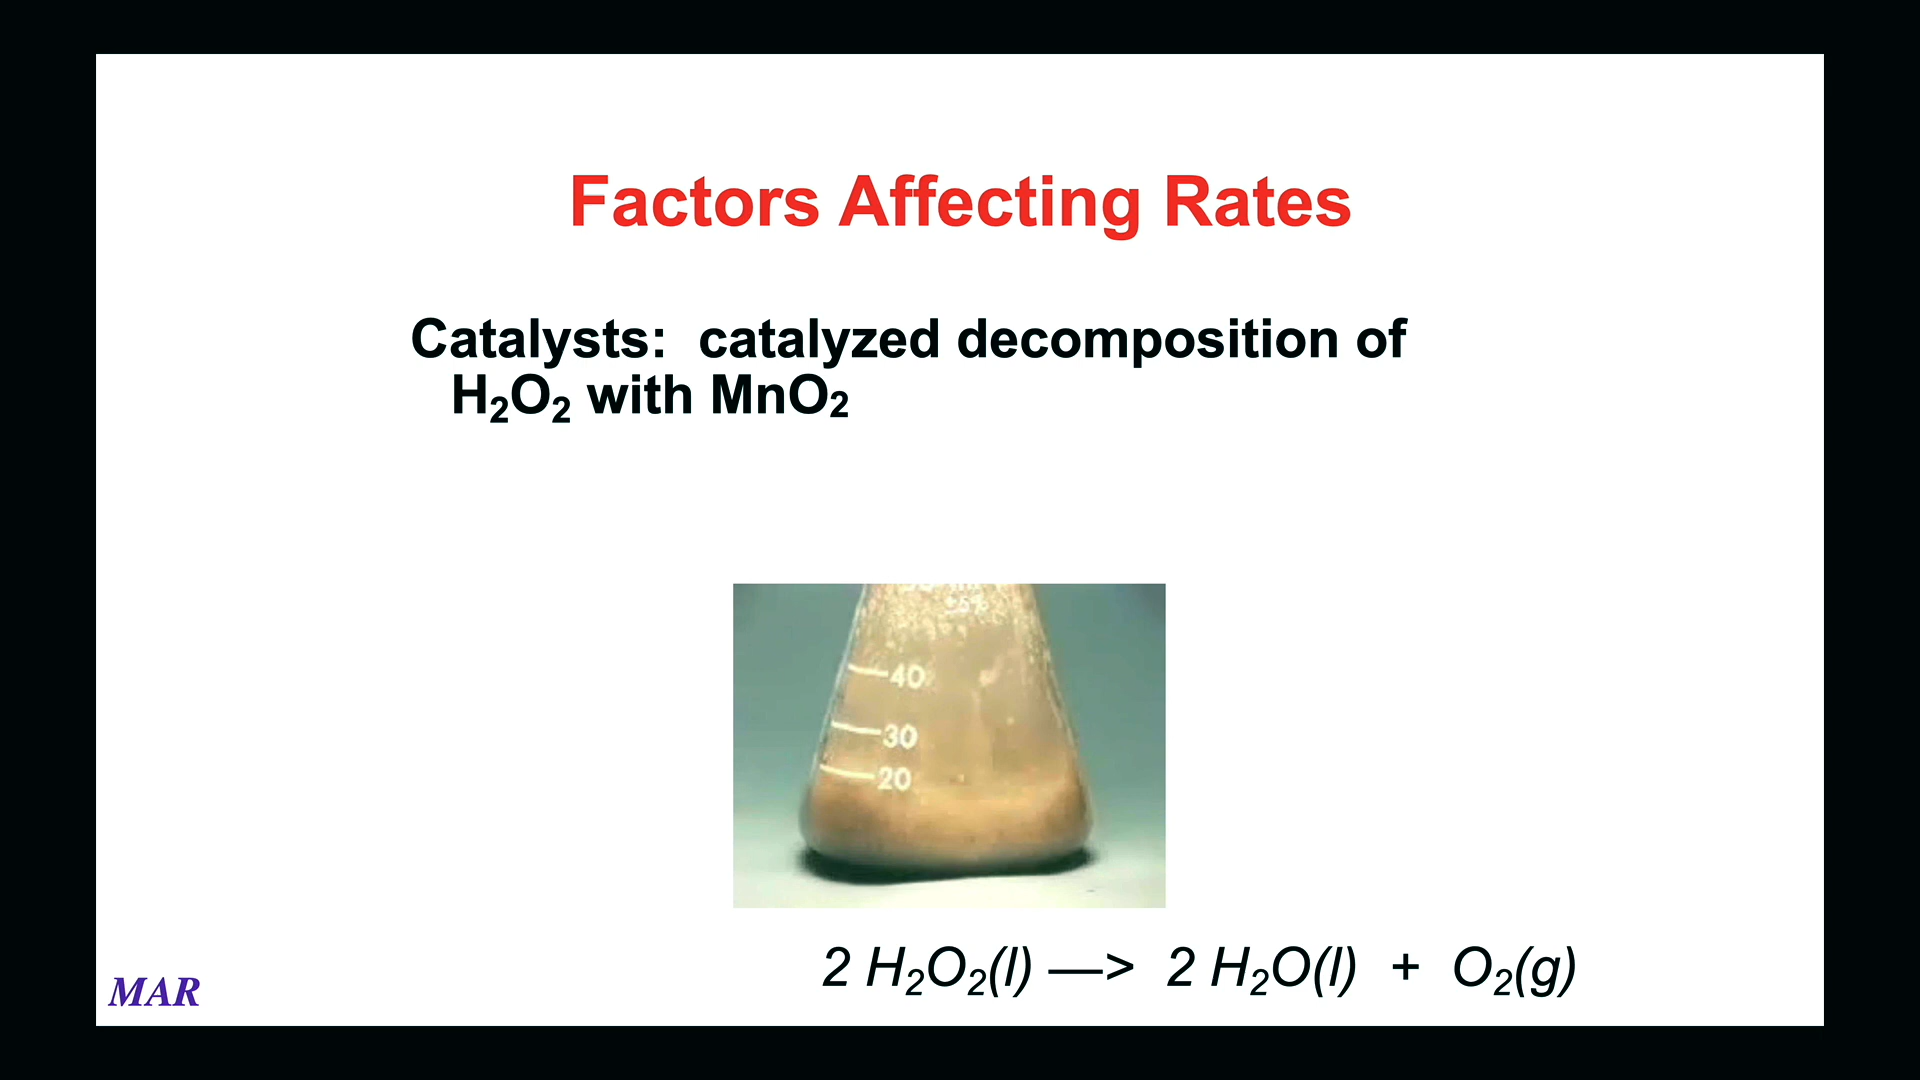 Factors Affecting Rates
Catalysts: catalyzed decomposition of
H₂O₂ with MnO₂
±5%
40
30
20
2 H₂O₂(l) —> 2 H₂O(l) + O₂(g)
MAR